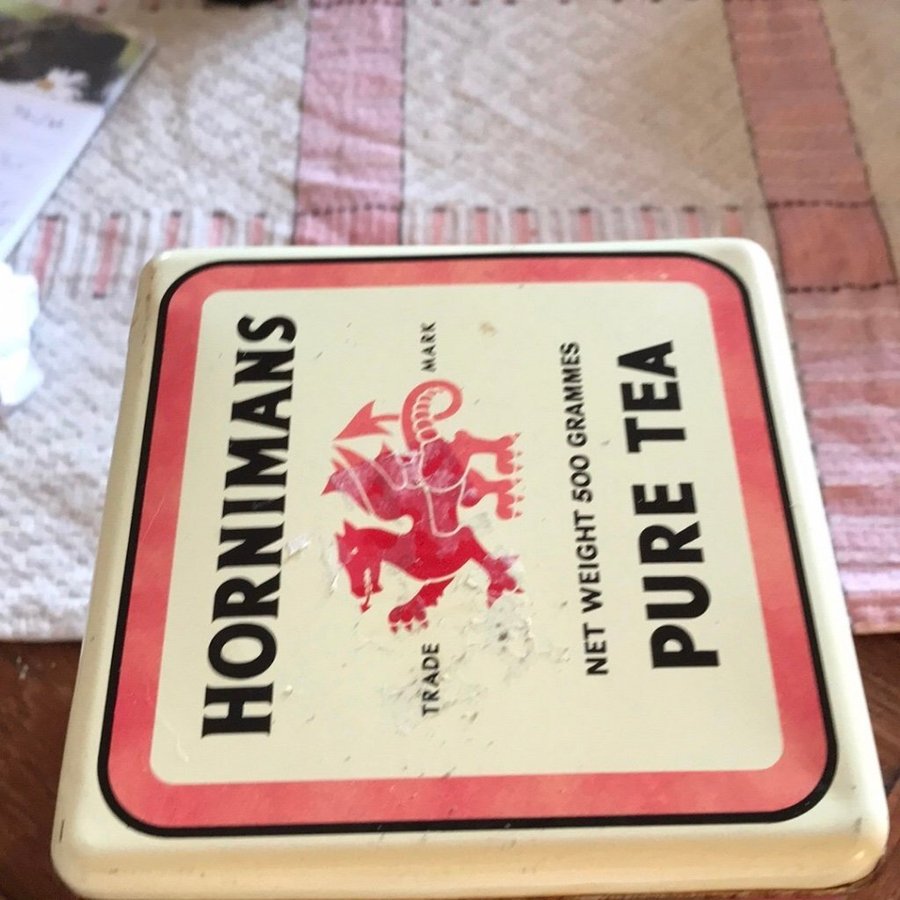 HORNIMANS
TRADE MARK
NET WEIGHT 500 GRAMMES
PURE TEA